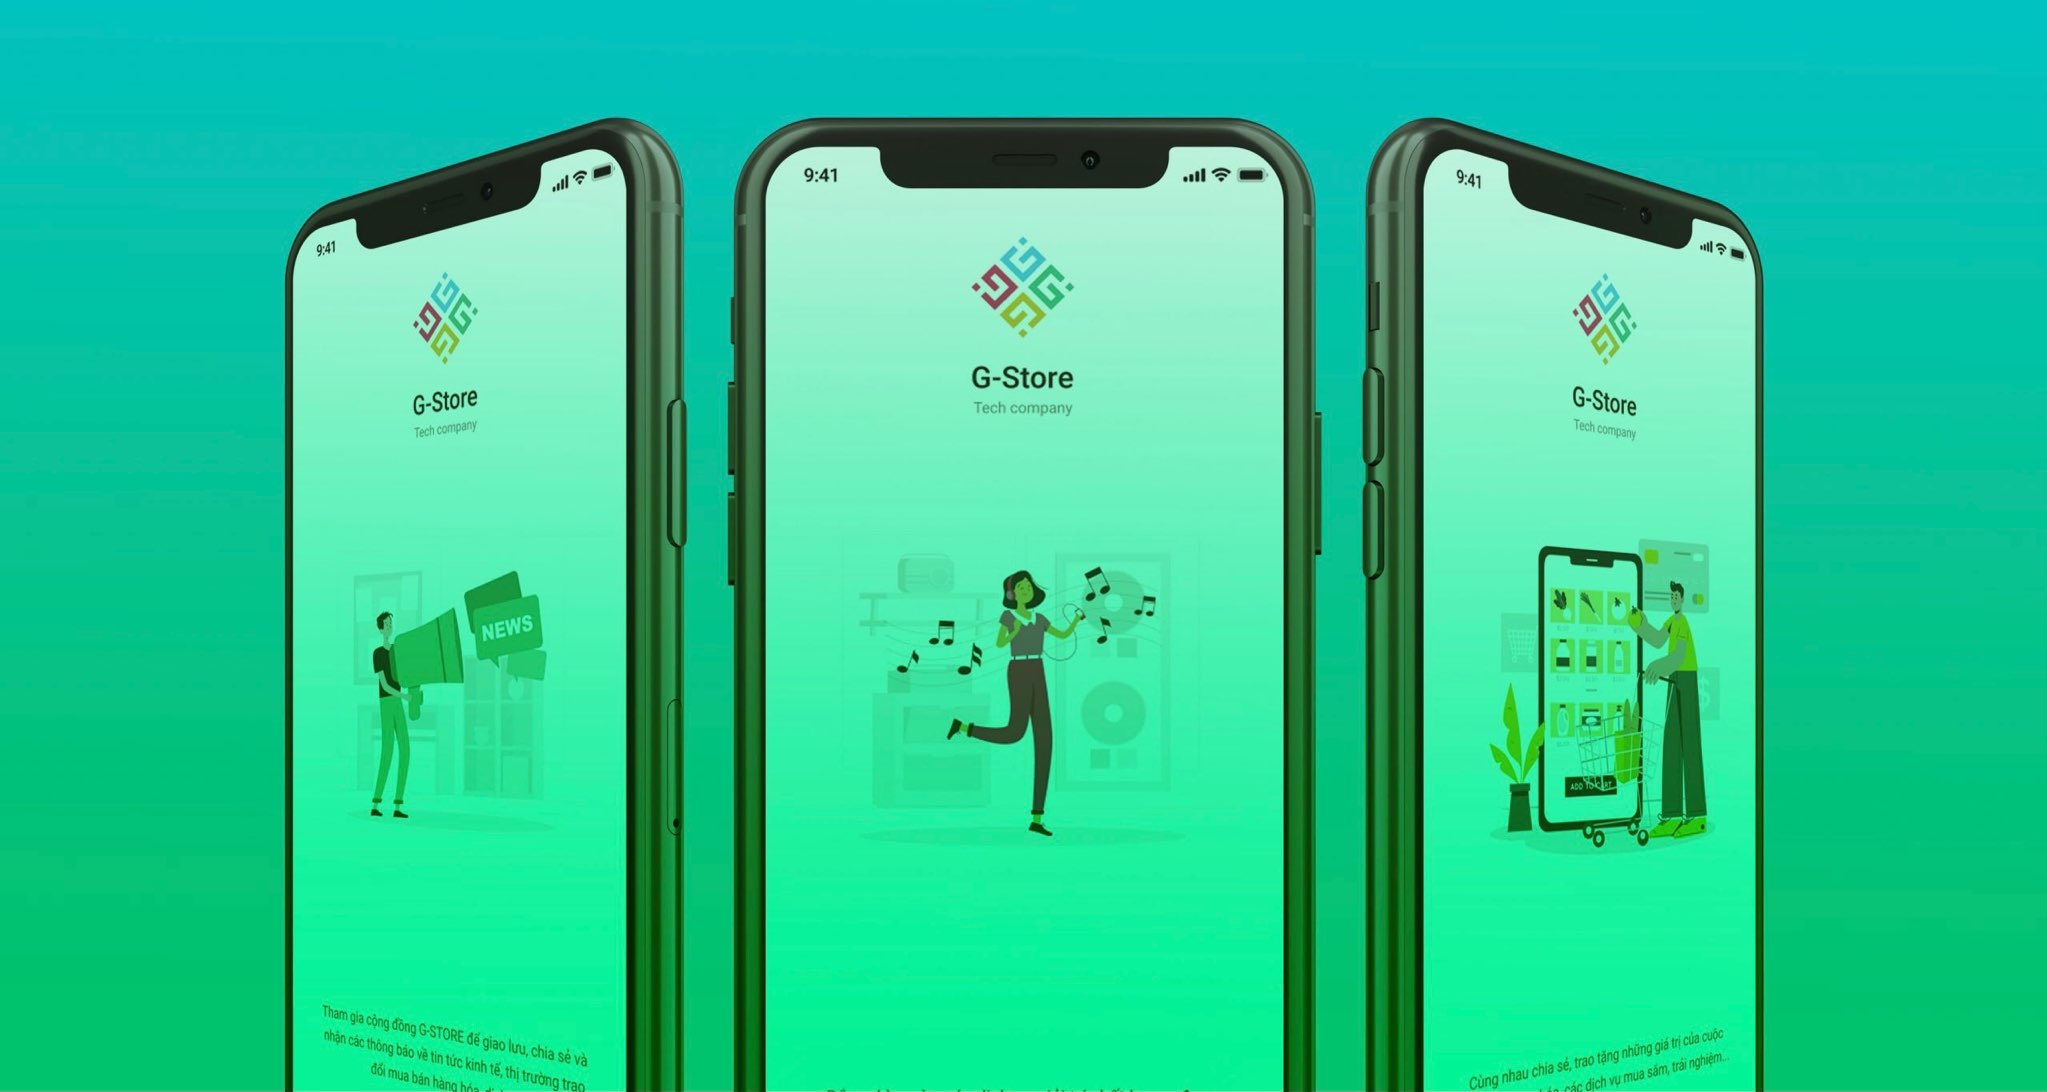 9:41
G-Store
Tech company
NEWS
Tham gia cộng đồng G-STORE để giao lưu, chia sẻ và
nhận các thông báo về tin tức kinh tế, thị trường trao
đổi mua bán hàng hóa,
9:41
G-Store
Tech company
9:41
G-Store
Tech company
ADD TO CART
Cùng nhau chia sẻ, trao tặng những giá trị của cuộc
các dịch vụ mua sắm, trải nghiệm...